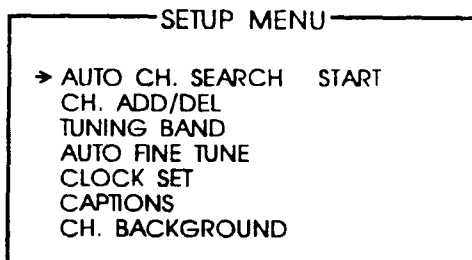 SETUP MENU
→ AUTO CH. SEARCH START
CH. ADD/DEL
TUNING BAND
AUTO FINE TUNE
CLOCK SET
CAPTIONS
CH. BACKGROUND